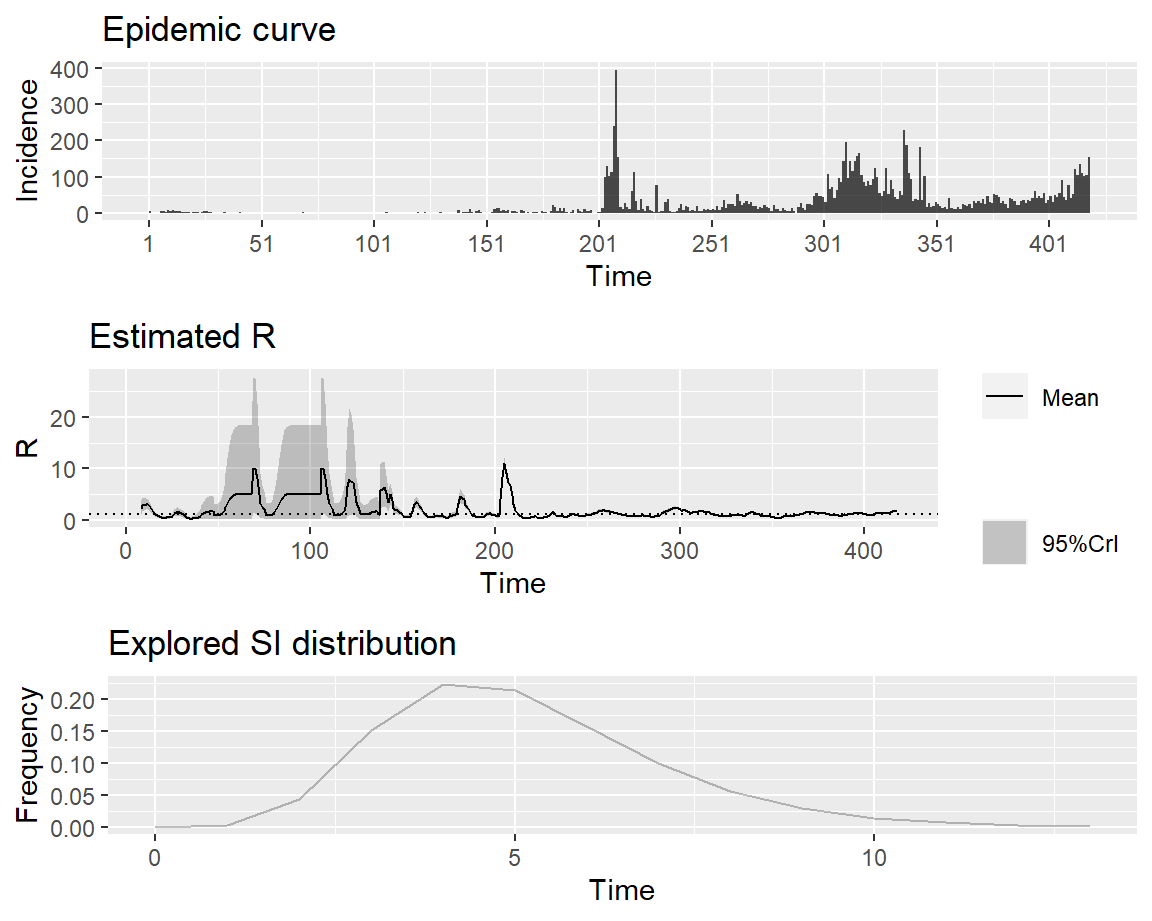 Epidemic curve
Incidence
400
300
200
100
0
1 51 101 151 201 251 301 351 401
Time
Estimated R
R
20
10
0
0 100 200 300 400
Time
Mean
95%CrI
Explored SI distribution
Frequency
0.20
0.15
0.10
0.05
0.00
0 5 10
Time